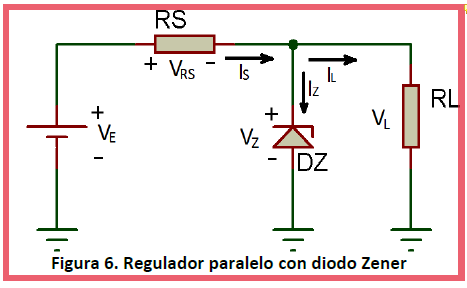 RS
+ VRS -
IS
IZ
IL
+
VE
-
+
VZ
-
DZ
VL
RL
Figura 6. Regulador paralelo con diodo Zener